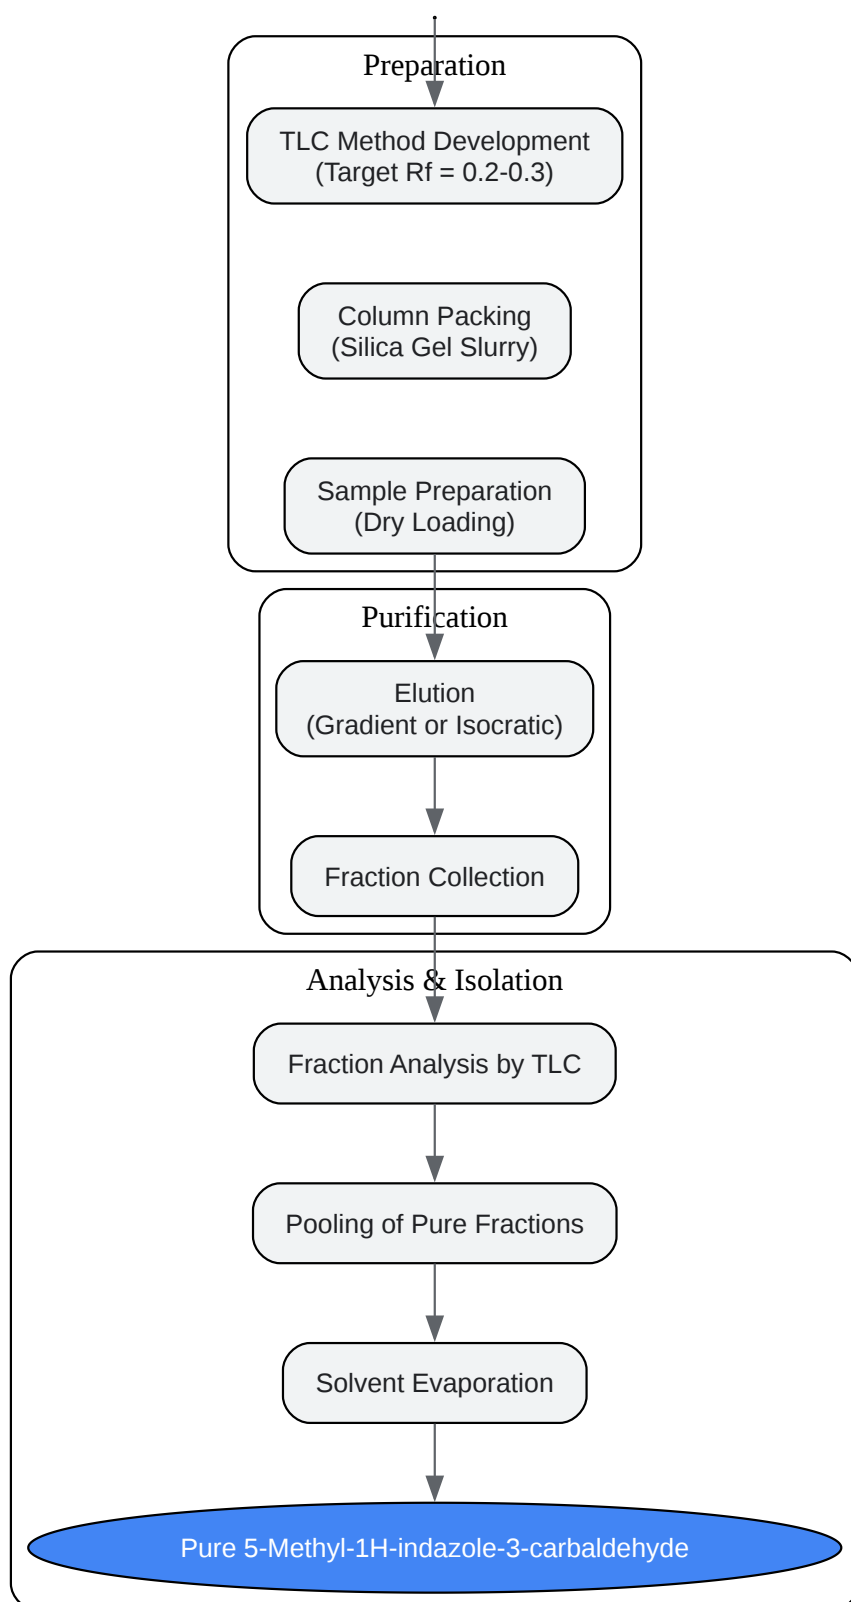 Preparation
TLC Method Development
(Target Rf = 0.2-0.3)
Column Packing
(Silica Gel Slurry)
Sample Preparation
(Dry Loading)
Purification
Elution
(Gradient or Isocratic)
Fraction Collection
Analysis & Isolation
Fraction Analysis by TLC
Pooling of Pure Fractions
Solvent Evaporation
Pure 5-Methyl-1H-indazole-3-carbaldehyde